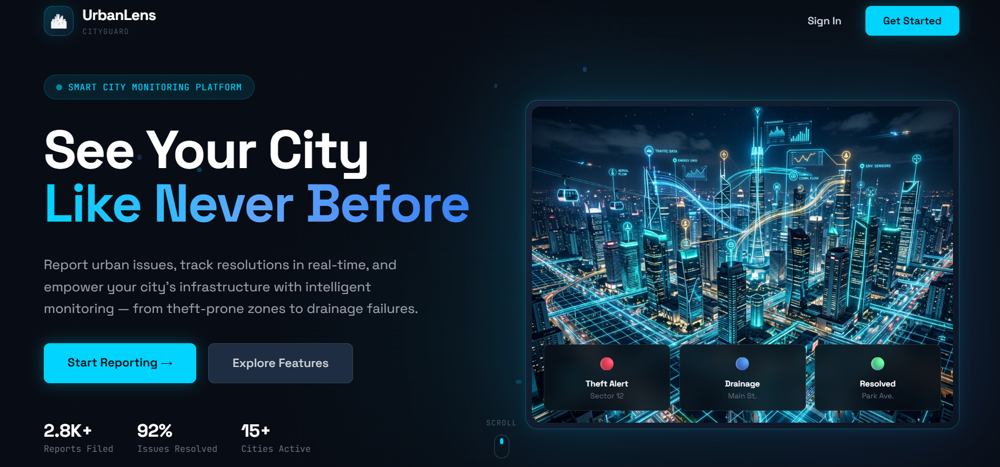 UrbanLens
CITYGUARD
Sign In
Get Started
SMART CITY MONITORING PLATFORM
See Your City
Like Never Before
Report urban issues, track resolutions in real-time, and
empower your city's infrastructure with intelligent
monitoring — from theft-prone zones to drainage failures.
Start Reporting →
Explore Features
2.8K+
Reports Filed
92%
Issues Resolved
15+
Cities Active
SCROLL
TRAFFIC DATA
ENERGY GRID
AERIAL
FLOW
COMM. FLOW
ENV. SENSORS
Theft Alert
Sector 12
Drainage
Main St.
Resolved
Park Ave.